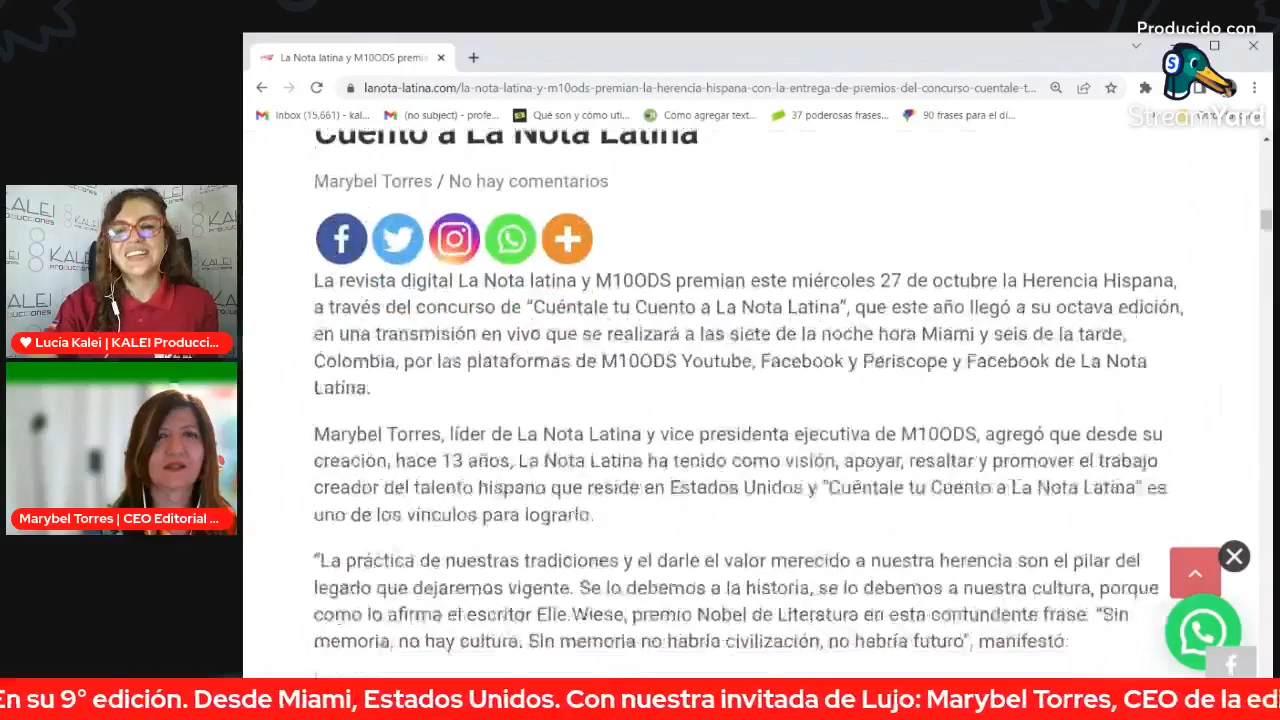 Producido con
StreamYard
La Nota latina y M10ODS premi
lanota-latina.com/la-nota-latina-y-m10ods-premian-la-herencia-hispana-con-la-entrega-de-premios-del-concurso-cuentale-t...
Inbox (15,661) - kal...
(no subject) - profe...
Qué son y cómo uti...
Cómo agregar text...
37 poderosas frases...
90 frases para el dí...
Cuento a La Nota Latina
Marybel Torres / No hay comentarios
La revista digital La Nota latina y M10ODS premian este miércoles 27 de octubre la Herencia Hispana,
a través del concurso de “Cuéntale tu Cuento a La Nota Latina”, que este año llegó a su octava edición,
en una transmisión en vivo que se realizará a las siete de la noche hora Miami y seis de la tarde,
Colombia, por las plataformas de M10ODS Youtube, Facebook y Periscope y Facebook de La Nota
Latina.
Marybel Torres, líder de La Nota Latina y vice presidenta ejecutiva de M10ODS, agregó que desde su
creación, hace 13 años, La Nota Latina ha tenido como visión, apoyar, resaltar y promover el trabajo
creador del talento hispano que reside en Estados Unidos y "Cuéntale tu Cuento a La Nota Latina" es
uno de los vínculos para lograrlo.
“La práctica de nuestras tradiciones y el darle el valor merecido a nuestra herencia son el pilar del
legado que dejaremos vigente. Se lo debemos a la historia, se lo debemos a nuestra cultura, porque
como lo afirma el escritor Elle Wiese, premio Nobel de Literatura en esta contundente frase. “Sin
memoria, no hay cultura. Sin memoria no habría civilización, no habría futuro”, manifestó.
KALEI
producciones
♥ Lucía Kalei | KALEI Producci...
Marybel Torres | CEO Editorial ...
En su 9° edición. Desde Miami, Estados Unidos. Con nuestra invitada de Lujo: Marybel Torres, CEO de la edi